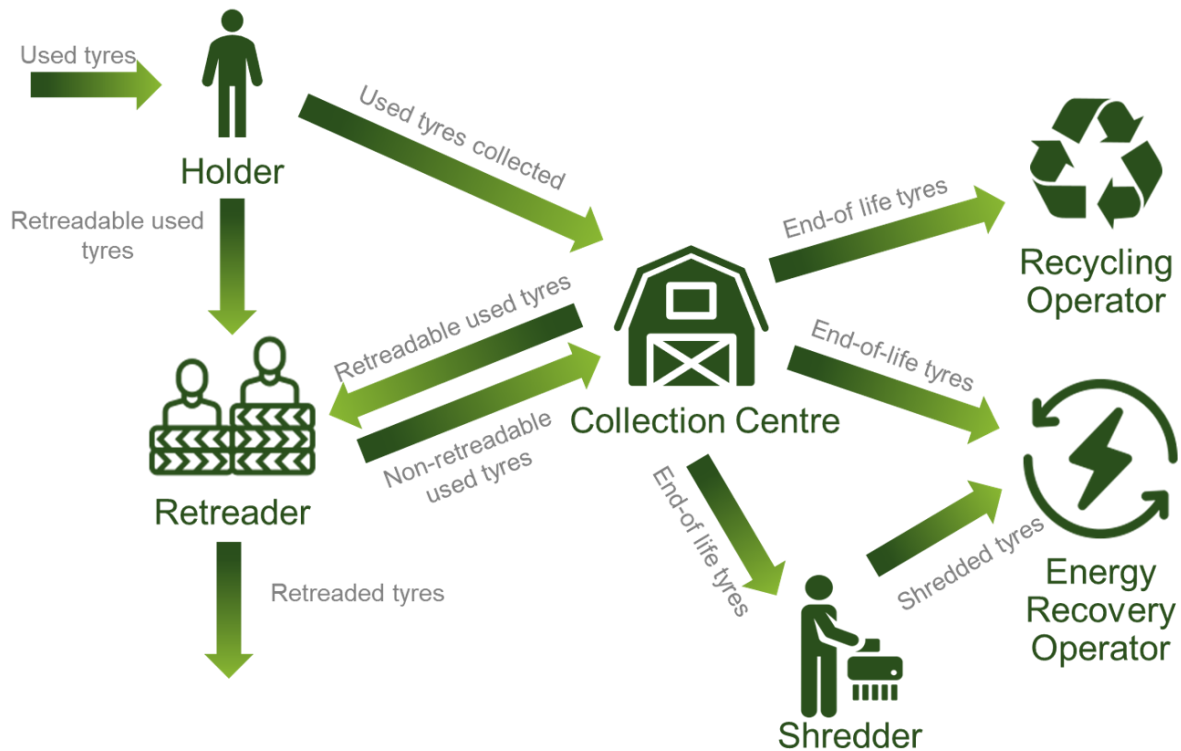 Used tyres
Holder
Used tyres collected
Retreadable used
tyres
End-of life tyres
Recycling
Operator
Retreadable used tyres
End-of-life tyres
Collection Centre
Non-retreadable
used tyres
Retreader
End-of life tyres
Shredded tyres
Energy
Recovery
Operator
Retreaded tyres
Shredder